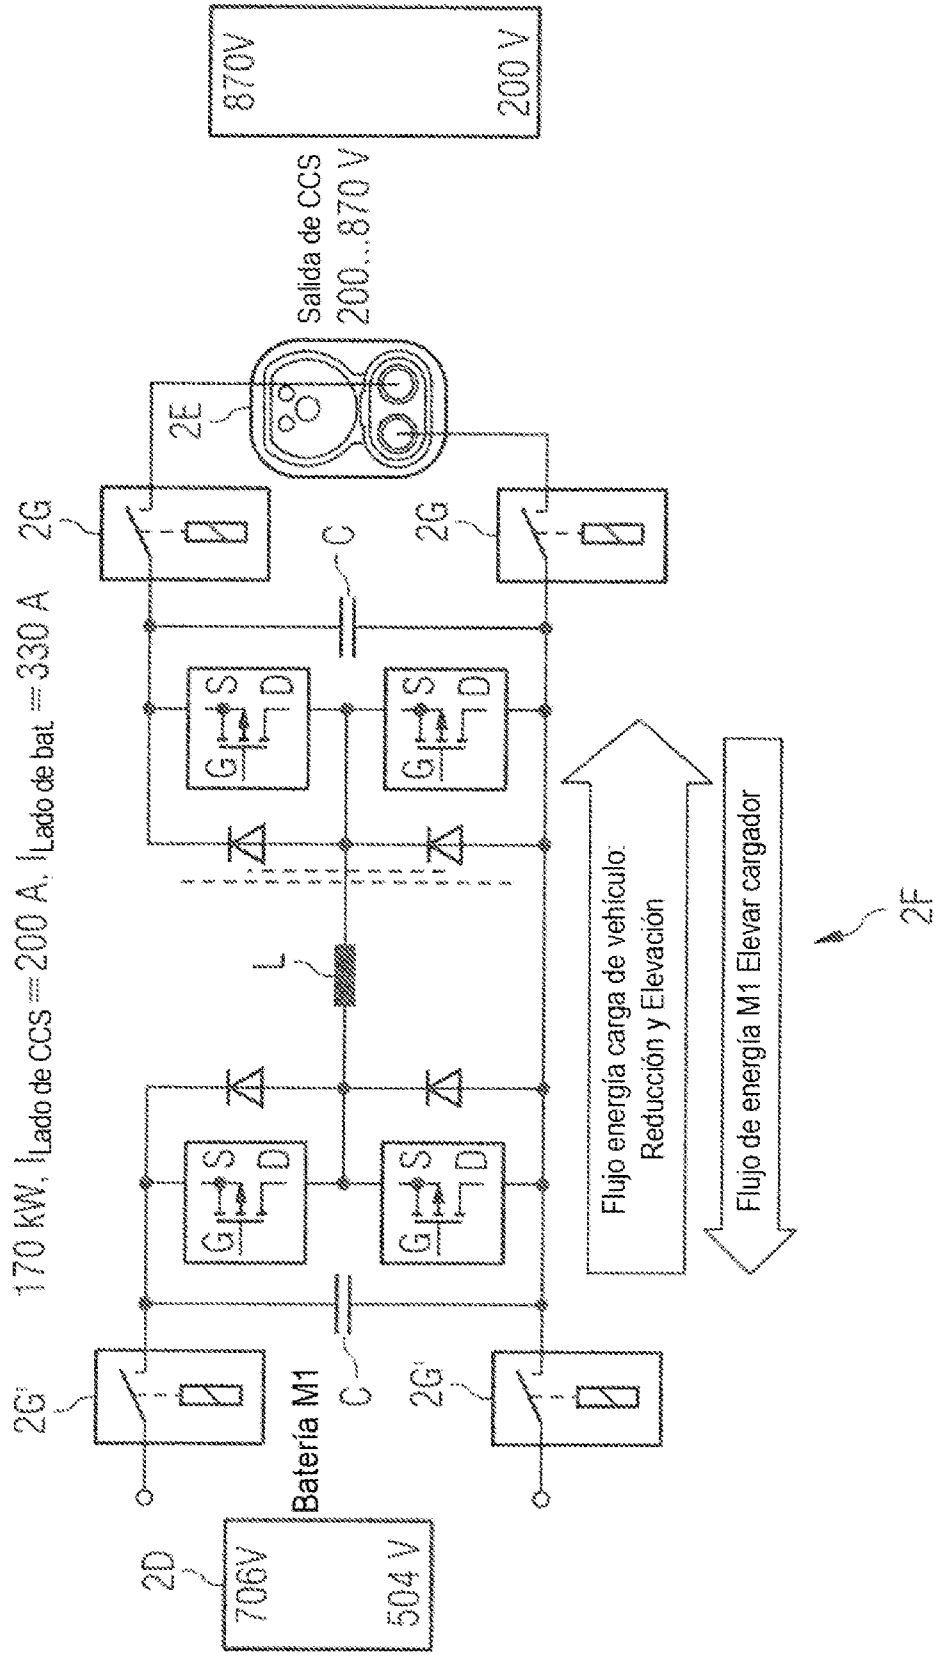 170 kW, I Lado de CCS = 200 A, I Lado de bat. = 330 A
2G'
2G
2D
706V
504 V
Batería M1
C
2G'
G
S
D
G
S
D
L
G
S
D
G
S
D
C
2G
2E
Salida de CCS
200...870 V
870V
200 V
Flujo energía carga de vehículo:
Reducción y Elevación
Flujo de energía M1 Elevar cargador
2F